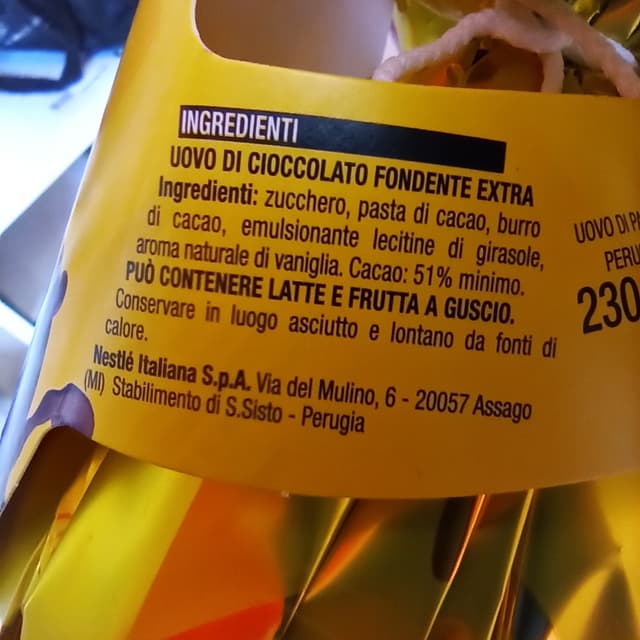 INGREDIENTI
UOVO DI CIOCCOLATO FONDENTE EXTRA
Ingredienti: zucchero, pasta di cacao, burro
di cacao, emulsionante lecitine di girasole,
aroma naturale di vaniglia. Cacao: 51% minimo.
PUÒ CONTENERE LATTE E FRUTTA A GUSCIO.
Conservare in luogo asciutto e lontano da fonti di
calore.
Nestlé Italiana S.p.A. Via del Mulino, 6 - 20057 Assago
(MI) Stabilimento di S.Sisto - Perugia
UOVO DI
230